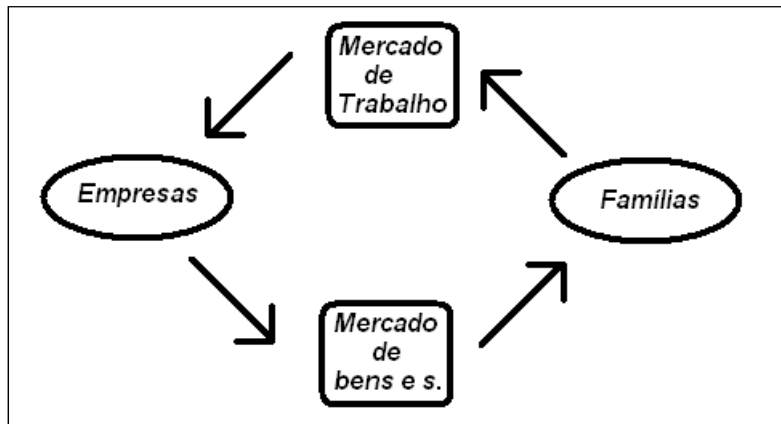 Mercado
de
Trabalho
Empresas
Famílias
Mercado
de
bens e s.